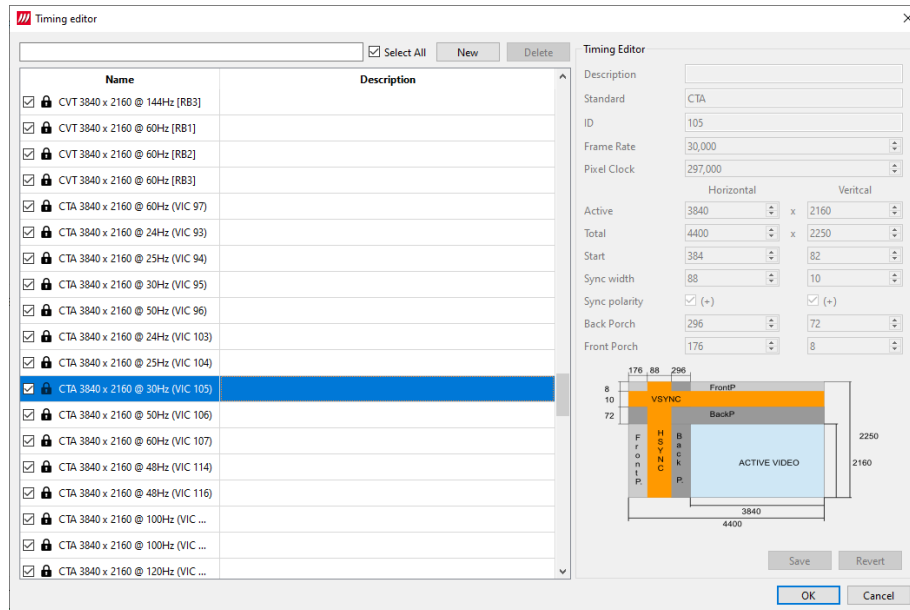 Timing editor
Select All New Delete
Name Description
CVT 3840 x 2160 @ 144Hz [RB3]
CVT 3840 x 2160 @ 60Hz [RB1]
CVT 3840 x 2160 @ 60Hz [RB2]
CVT 3840 x 2160 @ 60Hz [RB3]
CTA 3840 x 2160 @ 60Hz (VIC 97)
CTA 3840 x 2160 @ 24Hz (VIC 93)
CTA 3840 x 2160 @ 25Hz (VIC 94)
CTA 3840 x 2160 @ 30Hz (VIC 95)
CTA 3840 x 2160 @ 50Hz (VIC 96)
CTA 3840 x 2160 @ 24Hz (VIC 103)
CTA 3840 x 2160 @ 25Hz (VIC 104)
CTA 3840 x 2160 @ 30Hz (VIC 105)
CTA 3840 x 2160 @ 50Hz (VIC 106)
CTA 3840 x 2160 @ 60Hz (VIC 107)
CTA 3840 x 2160 @ 48Hz (VIC 114)
CTA 3840 x 2160 @ 48Hz (VIC 116)
CTA 3840 x 2160 @ 100Hz (VIC ...
CTA 3840 x 2160 @ 100Hz (VIC ...
CTA 3840 x 2160 @ 120Hz (VIC ...
Timing Editor
Description
Standard CTA
ID 105
Frame Rate 30,000
Pixel Clock 297,000
Horizontal Veritcal
Active 3840 x 2160
Total 4400 x 2250
Start 384 82
Sync width 88 10
Sync polarity (+) (+)
Back Porch 296 72
Front Porch 176 8
176 88 296
8 FrontP
10 VSYNC
72 BackP
Front P.
HSYNC
Back P.
ACTIVE VIDEO
2250
2160
3840
4400
Save Revert
OK Cancel